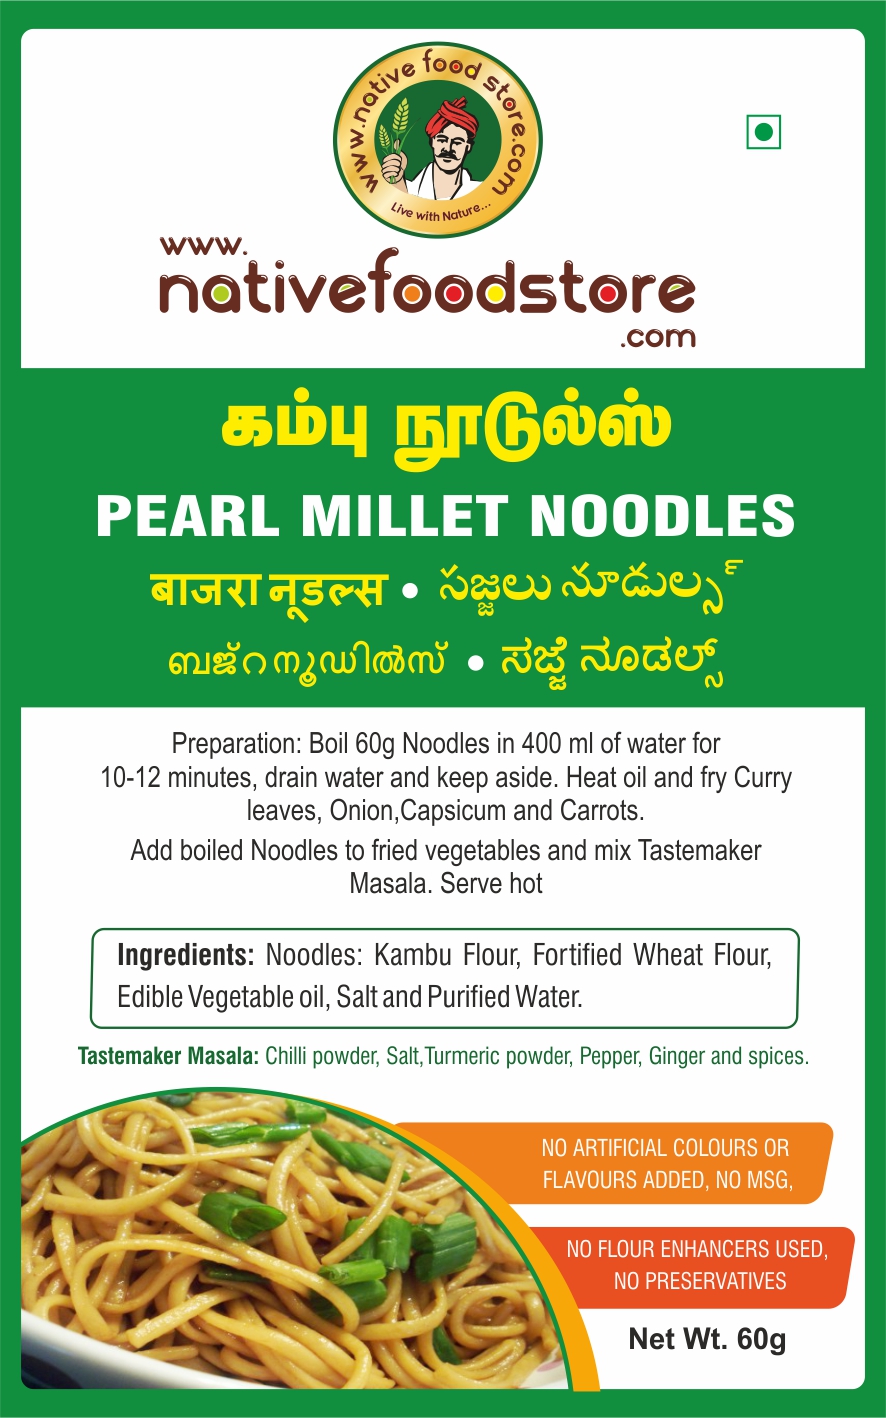 www.native food store.com
Live with Nature...
www.
nativefoodstore
.com
கம்பு நூடுல்ஸ்
PEARL MILLET NOODLES
बाजरा नूडल्स • సజ్జలు నూడుల్స్
ബജ്റ നൂഡിൽസ് • ಸಜ್ಜೆ ನೂಡಲ್ಸ್
Preparation: Boil 60g Noodles in 400 ml of water for
10-12 minutes, drain water and keep aside. Heat oil and fry Curry
leaves, Onion,Capsicum and Carrots.
Add boiled Noodles to fried vegetables and mix Tastemaker
Masala. Serve hot
Ingredients: Noodles: Kambu Flour, Fortified Wheat Flour,
Edible Vegetable oil, Salt and Purified Water.
Tastemaker Masala: Chilli powder, Salt,Turmeric powder, Pepper, Ginger and spices.
NO ARTIFICIAL COLOURS OR
FLAVOURS ADDED, NO MSG,
NO FLOUR ENHANCERS USED,
NO PRESERVATIVES
Net Wt. 60g